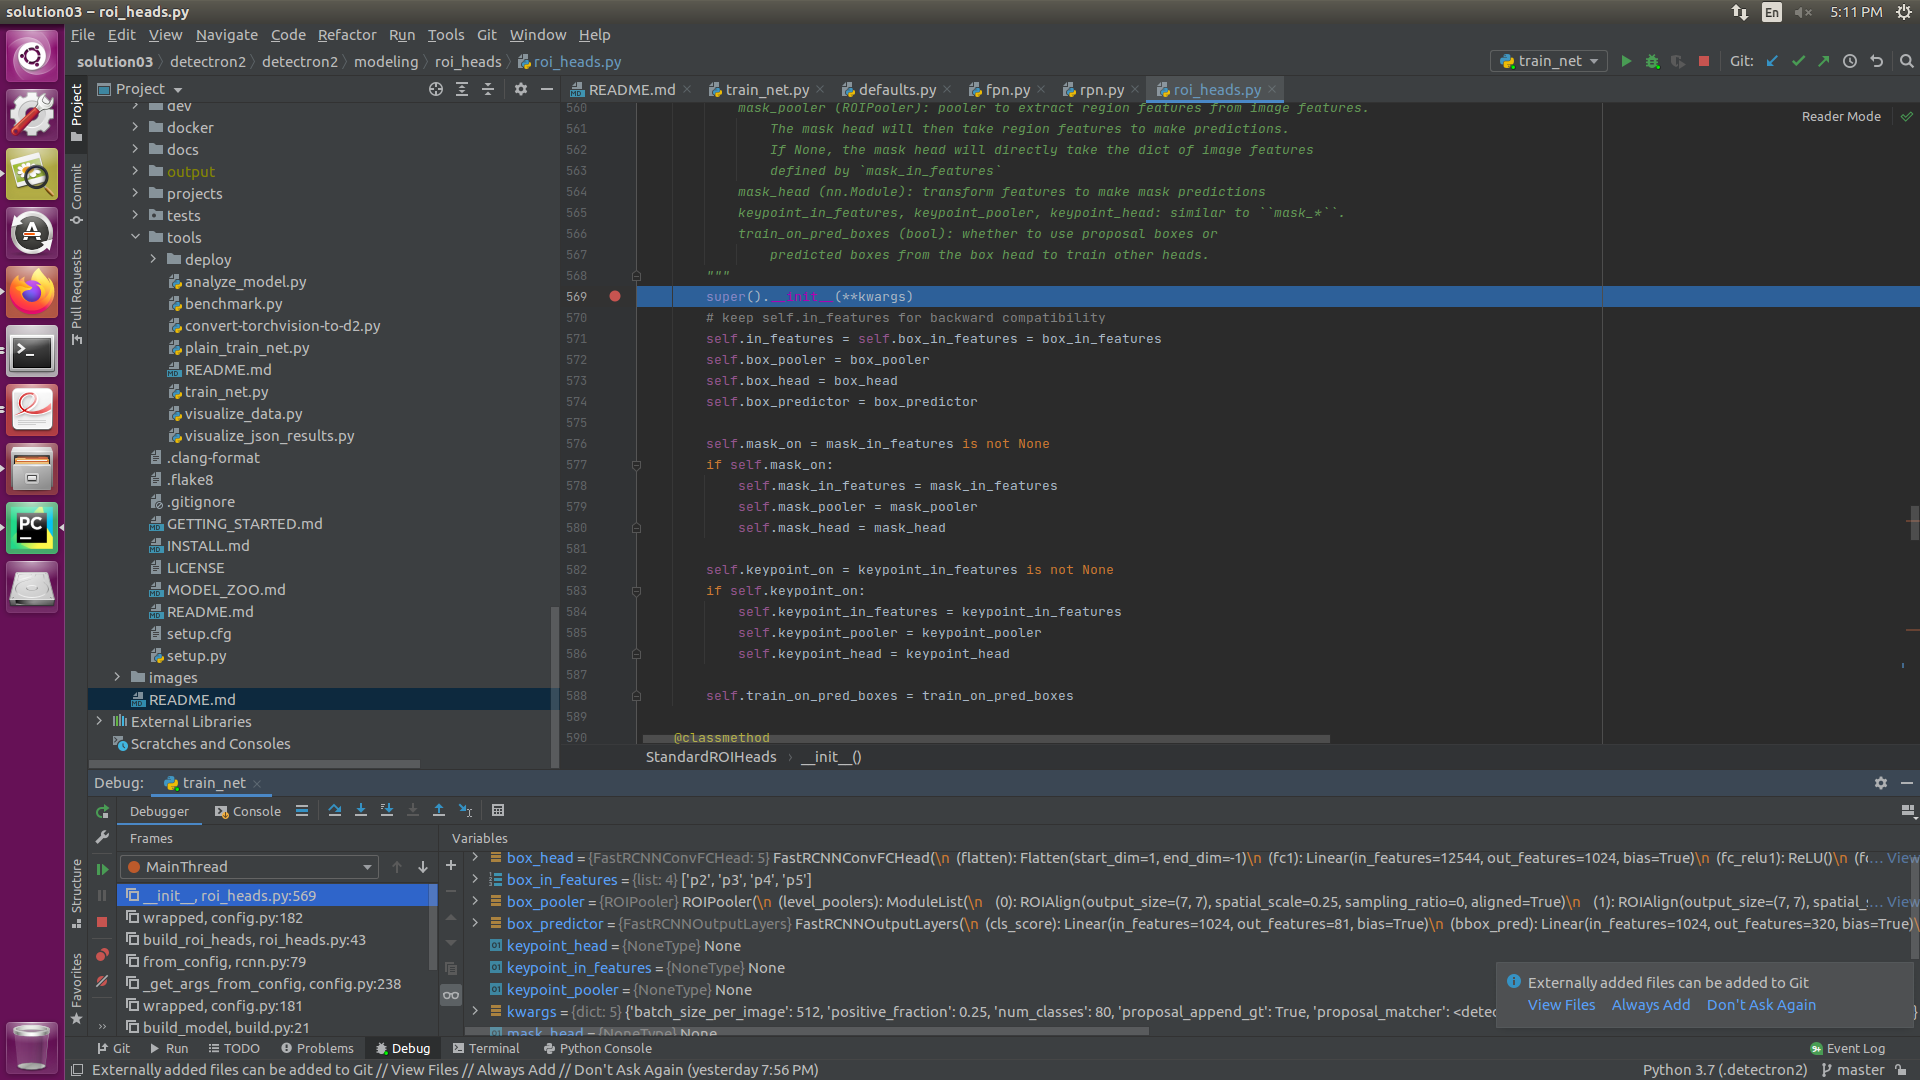 solution03 – roi_heads.py
En
5:11 PM
File Edit View Navigate Code Refactor Run Tools Git Window Help
solution03 detectron2 detectron2 modeling roi_heads roi_heads.py
train_net
Git:
Project
Commit
Pull Requests
Structure
Favorites
Project
dev
docker
docs
output
projects
tests
tools
deploy
analyze_model.py
benchmark.py
convert-torchvision-to-d2.py
plain_train_net.py
README.md
train_net.py
visualize_data.py
visualize_json_results.py
.clang-format
.flake8
.gitignore
GETTING_STARTED.md
INSTALL.md
LICENSE
MODEL_ZOO.md
README.md
setup.cfg
setup.py
images
README.md
External Libraries
Scratches and Consoles
README.md train_net.py defaults.py fpn.py rpn.py roi_heads.py
Reader Mode
560 mask_pooler (ROIPooler): pooler to extract region features from image features.
561 The mask head will then take region features to make predictions.
562 If None, the mask head will directly take the dict of image features
563 defined by `mask_in_features`
564 mask_head (nn.Module): transform features to make mask predictions
565 keypoint_in_features, keypoint_pooler, keypoint_head: similar to ``mask_*``.
566 train_on_pred_boxes (bool): whether to use proposal boxes or
567 predicted boxes from the box head to train other heads.
568 """
569 super().__init__(**kwargs)
570 # keep self.in_features for backward compatibility
571 self.in_features = self.box_in_features = box_in_features
572 self.box_pooler = box_pooler
573 self.box_head = box_head
574 self.box_predictor = box_predictor
575
576 self.mask_on = mask_in_features is not None
577 if self.mask_on:
578 self.mask_in_features = mask_in_features
579 self.mask_pooler = mask_pooler
580 self.mask_head = mask_head
581
582 self.keypoint_on = keypoint_in_features is not None
583 if self.keypoint_on:
584 self.keypoint_in_features = keypoint_in_features
585 self.keypoint_pooler = keypoint_pooler
586 self.keypoint_head = keypoint_head
587
588 self.train_on_pred_boxes = train_on_pred_boxes
589
590 @classmethod
StandardROIHeads __init__()
Debug: train_net
Debugger Console
Frames
MainThread
__init__, roi_heads.py:569
wrapped, config.py:182
build_roi_heads, roi_heads.py:43
from_config, rcnn.py:79
_get_args_from_config, config.py:238
wrapped, config.py:181
build_model, build.py:21
Variables
box_head = {FastRCNNConvFCHead: 5} FastRCNNConvFCHead(\n (flatten): Flatten(start_dim=1, end_dim=-1)\n (fc1): Linear(in_features=12544, out_features=1024, bias=True)\n (fc_relu1): ReLU()\n (fc... View
box_in_features = {list: 4} ['p2', 'p3', 'p4', 'p5']
box_pooler = {ROIPooler} ROIPooler(\n (level_poolers): ModuleList(\n (0): ROIAlign(output_size=(7, 7), spatial_scale=0.25, sampling_ratio=0, aligned=True)\n (1): ROIAlign(output_size=(7, 7), spatial_s... View
box_predictor = {FastRCNNOutputLayers} FastRCNNOutputLayers(\n (cls_score): Linear(in_features=1024, out_features=81, bias=True)\n (bbox_pred): Linear(in_features=1024, out_features=320, bias=True)\
keypoint_head = {NoneType} None
keypoint_in_features = {NoneType} None
keypoint_pooler = {NoneType} None
kwargs = {dict: 5} {'batch_size_per_image': 512, 'positive_fraction': 0.25, 'num_classes': 80, 'proposal_append_gt': True, 'proposal_matcher': <detec
mask_head = {NoneType} None
Externally added files can be added to Git
View Files Always Add Don't Ask Again
Git Run TODO Problems Debug Terminal Python Console
Event Log
Externally added files can be added to Git // View Files // Always Add // Don't Ask Again (yesterday 7:56 PM)
Python 3.7 (.detectron2) master